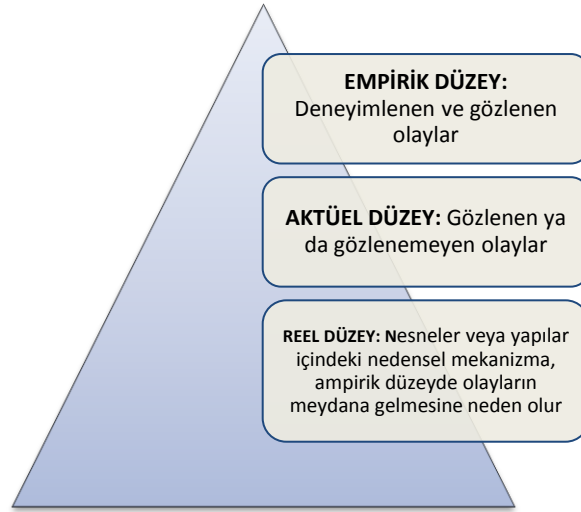 EMPİRİK DÜZEY:
Deneyimlenen ve gözlenen
olaylar
AKTÜEL DÜZEY: Gözlenen ya
da gözlenemeyen olaylar
REEL DÜZEY: Nesneler veya yapılar
içindeki nedensel mekanizma,
ampirik düzeyde olayların
meydana gelmesine neden olur